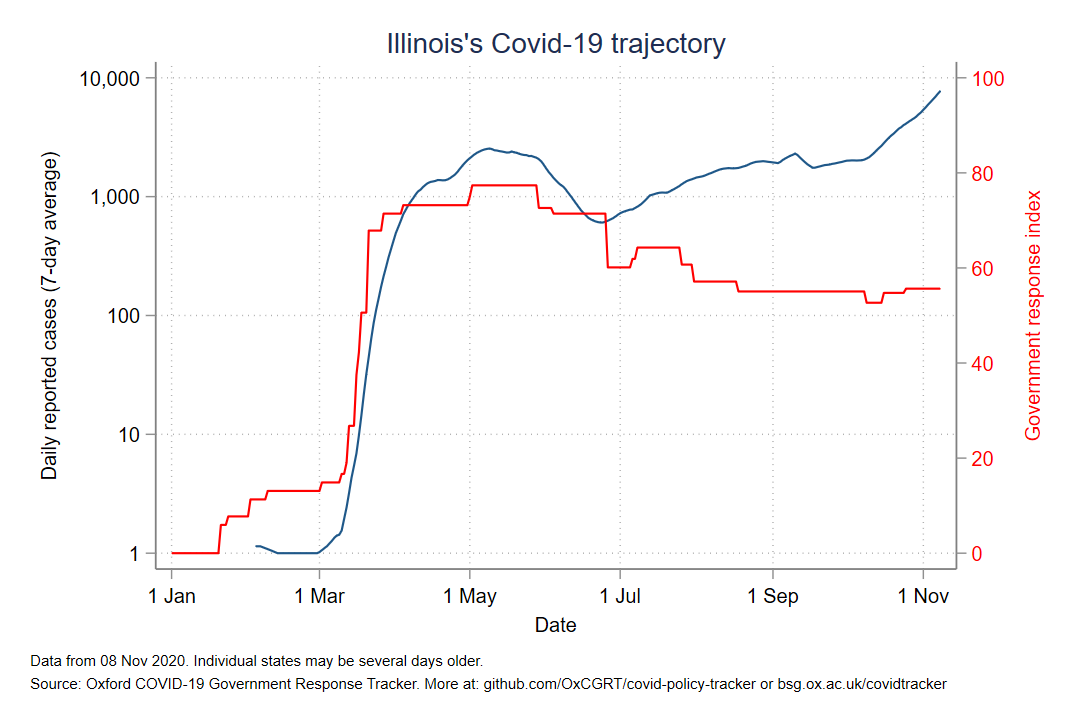 Illinois's Covid-19 trajectory
10,000
1,000
100
10
1
Daily reported cases (7-day average)
100
80
60
40
20
0
Government response index
1 Jan
1 Mar
1 May
1 Jul
1 Sep
1 Nov
Date
Data from 08 Nov 2020. Individual states may be several days older.
Source: Oxford COVID-19 Government Response Tracker. More at: github.com/OxCGRT/covid-policy-tracker or bsg.ox.ac.uk/covidtracker